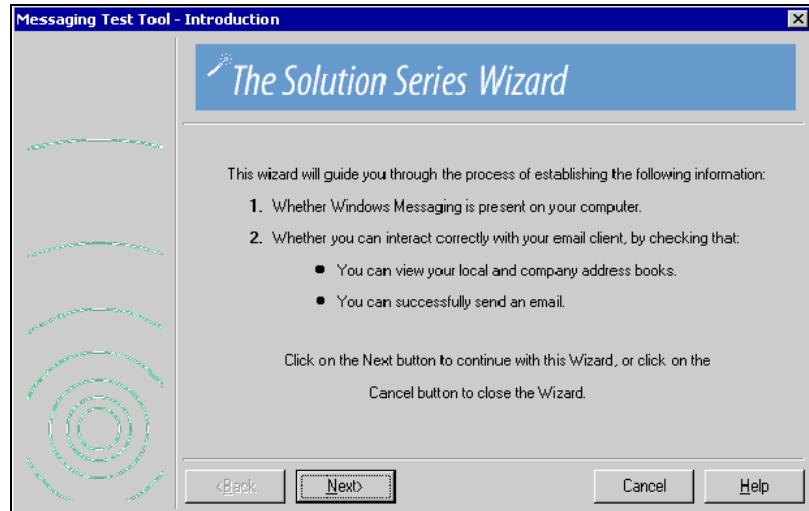 Messaging Test Tool - Introduction
The Solution Series Wizard
This wizard will guide you through the process of establishing the following information:
1. Whether Windows Messaging is present on your computer.
2. Whether you can interact correctly with your email client, by checking that:
● You can view your local and company address books.
● You can successfully send an email.
Click on the Next button to continue with this Wizard, or click on the
Cancel button to close the Wizard.
<Back Next> Cancel Help